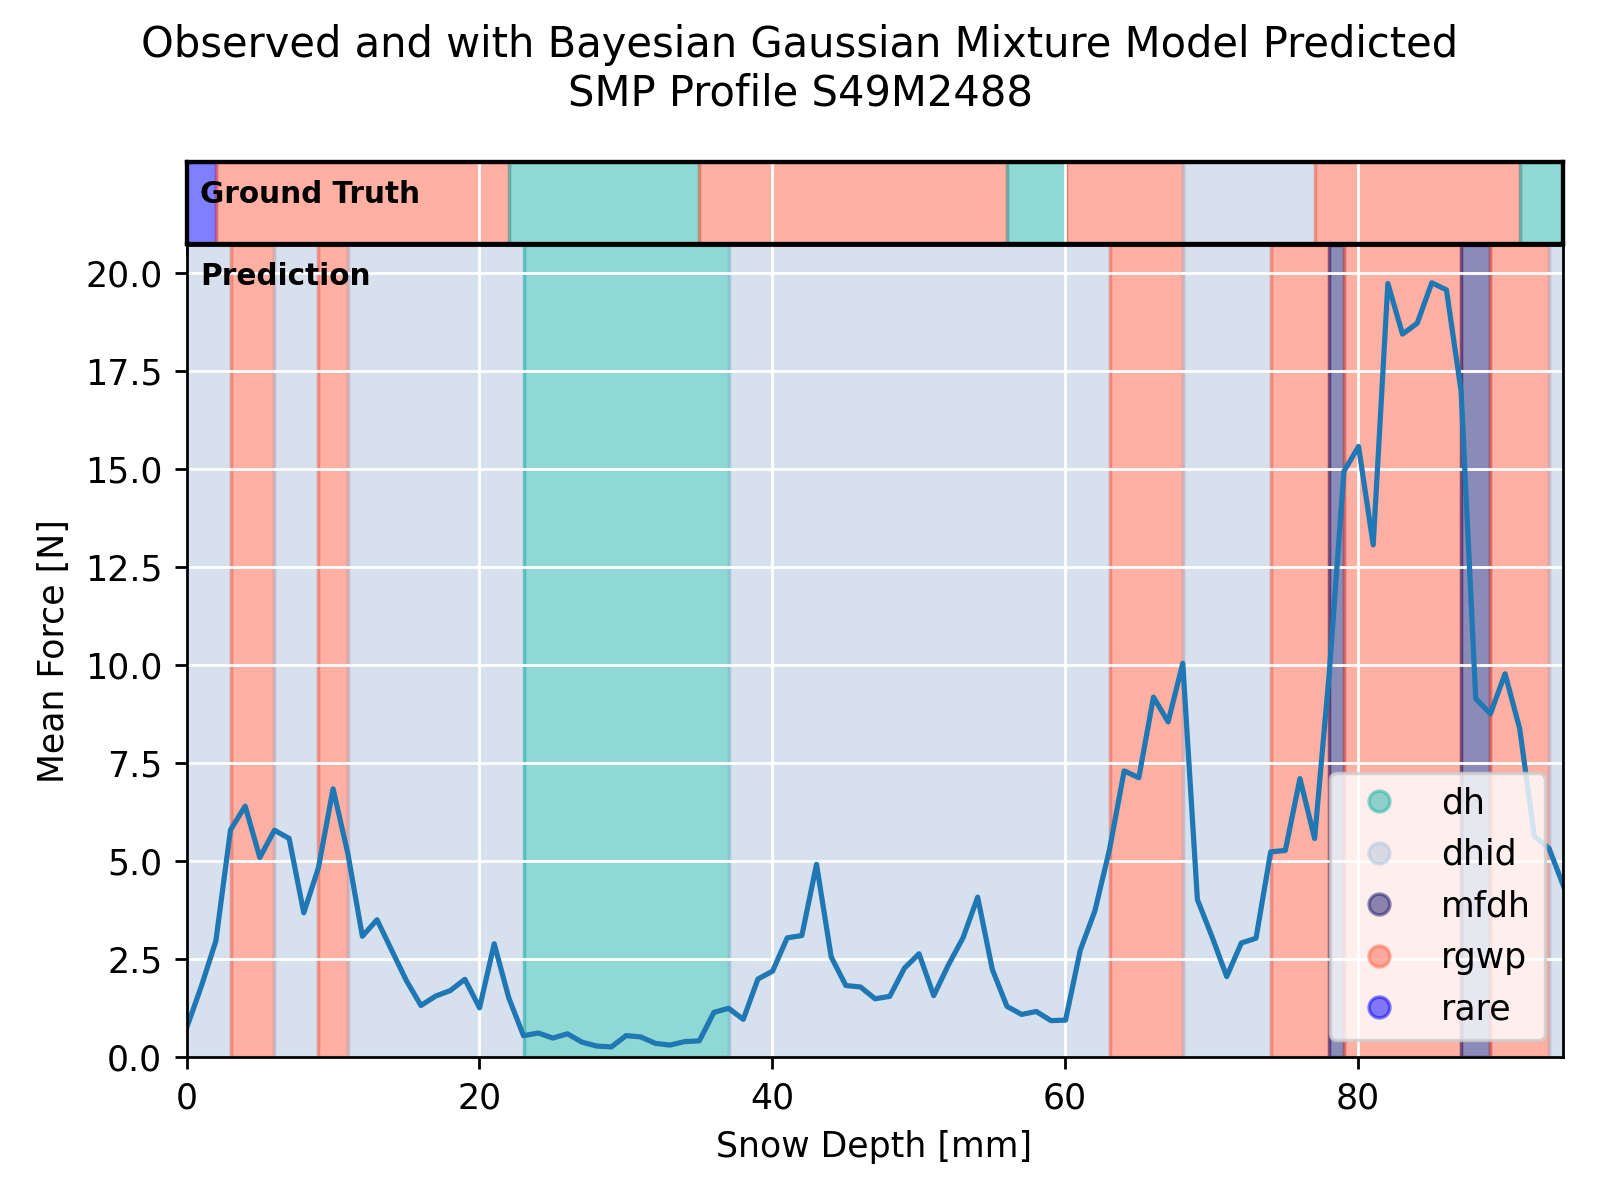 Observed and with Bayesian Gaussian Mixture Model Predicted
SMP Profile S49M2488
Ground Truth
Prediction
20.0
17.5
15.0
12.5
10.0
7.5
5.0
2.5
0.0
Mean Force [N]
dh
dhid
mfdh
rgwp
rare
0 20 40 60 80
Snow Depth [mm]